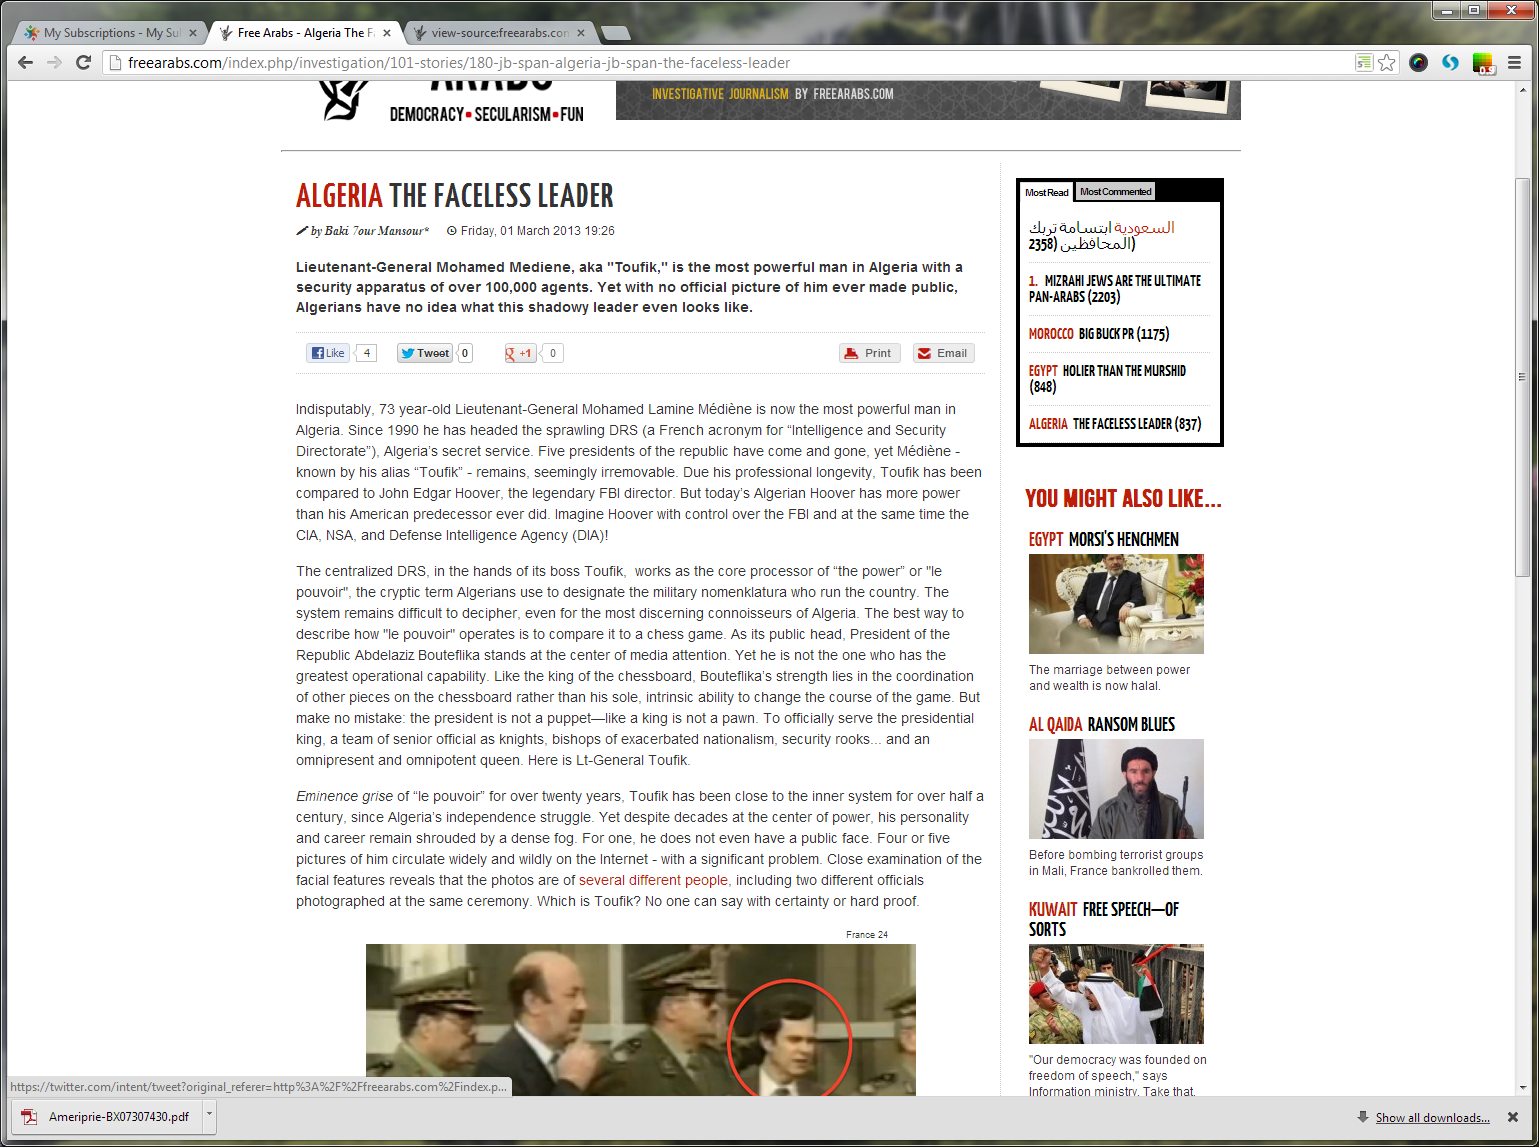 My Subscriptions - My Su
Free Arabs - Algeria The F
view-source:freearabs.con
freearabs.com/index.php/investigation/101-stories/180-jb-span-algeria-jb-span-the-faceless-leader
DEMOCRACY • SECULARISM • FUN
INVESTIGATIVE JOURNALISM BY FREEARABS.COM
ALGERIA THE FACELESS LEADER
by Baki 7our Mansour* Friday, 01 March 2013 19:26
Lieutenant-General Mohamed Mediene, aka "Toufik," is the most powerful man in Algeria with a
security apparatus of over 100,000 agents. Yet with no official picture of him ever made public,
Algerians have no idea what this shadowy leader even looks like.
Like 4 Tweet 0 +1 0 Print Email
Indisputably, 73 year-old Lieutenant-General Mohamed Lamine Médiène is now the most powerful man in
Algeria. Since 1990 he has headed the sprawling DRS (a French acronym for “Intelligence and Security
Directorate”), Algeria’s secret service. Five presidents of the republic have come and gone, yet Médiène -
known by his alias “Toufik” - remains, seemingly irremovable. Due his professional longevity, Toufik has been
compared to John Edgar Hoover, the legendary FBI director. But today’s Algerian Hoover has more power
than his American predecessor ever did. Imagine Hoover with control over the FBI and at the same time the
CIA, NSA, and Defense Intelligence Agency (DIA)!
The centralized DRS, in the hands of its boss Toufik,  works as the core processor of “the power” or "le
pouvoir", the cryptic term Algerians use to designate the military nomenklatura who run the country. The
system remains difficult to decipher, even for the most discerning connoisseurs of Algeria. The best way to
describe how "le pouvoir" operates is to compare it to a chess game. As its public head, President of the
Republic Abdelaziz Bouteflika stands at the center of media attention. Yet he is not the one who has the
greatest operational capability. Like the king of the chessboard, Bouteflika’s strength lies in the coordination
of other pieces on the chessboard rather than his sole, intrinsic ability to change the course of the game. But
make no mistake: the president is not a puppet—like a king is not a pawn. To officially serve the presidential
king, a team of senior official as knights, bishops of exacerbated nationalism, security rooks... and an
omnipresent and omnipotent queen. Here is Lt-General Toufik.
Eminence grise of “le pouvoir” for over twenty years, Toufik has been close to the inner system for over half a
century, since Algeria’s independence struggle. Yet despite decades at the center of power, his personality
and career remain shrouded by a dense fog. For one, he does not even have a public face. Four or five
pictures of him circulate widely and wildly on the Internet - with a significant problem. Close examination of the
facial features reveals that the photos are of several different people, including two different officials
photographed at the same ceremony. Which is Toufik? No one can say with certainty or hard proof.
France 24
Most Read Most Commented
السعودية ابتسامة تربك
المحافظين (2358)
1. MIZRAHI JEWS ARE THE ULTIMATE
PAN-ARABS (2203)
MOROCCO BIG BUCK PR (1175)
EGYPT HOLIER THAN THE MURSHID
(848)
ALGERIA THE FACELESS LEADER (837)
YOU MIGHT ALSO LIKE...
EGYPT MORSI'S HENCHMEN
The marriage between power
and wealth is now halal.
AL QAIDA RANSOM BLUES
Before bombing terrorist groups
in Mali, France bankrolled them.
KUWAIT FREE SPEECH—OF
SORTS
"Our democracy was founded on
freedom of speech," says
Information ministry. Take that.
https://twitter.com/intent/tweet?original_referer=http%3A%2F%2Ffreearabs.com%2Findex.p...
Ameriprie-BX07307430.pdf
Show all downloads...